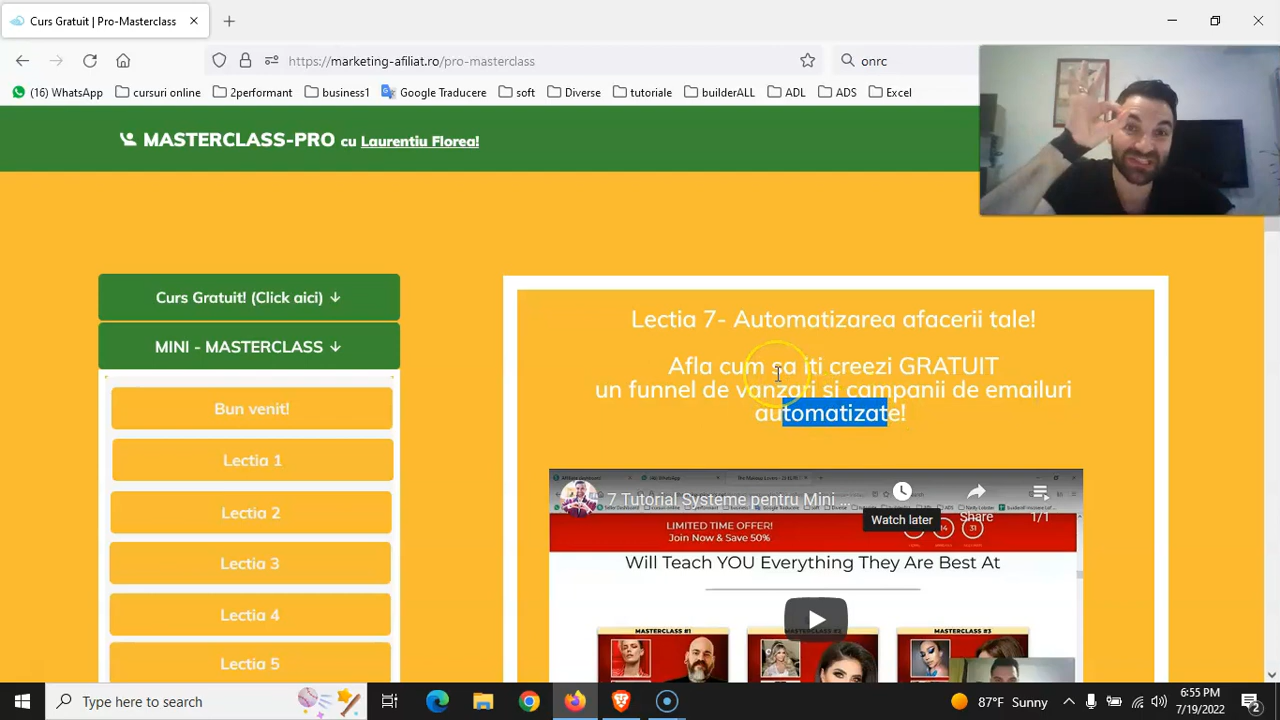 Curs Gratuit | Pro-Masterclass
https://marketing-afiliat.ro/pro-masterclass
onrc
(16) WhatsApp
cursuri online
2performant
business1
Google Traducere
soft
Diverse
tutoriale
builderALL
ADL
ADS
Excel
MASTERCLASS-PRO cu Laurentiu Florea!
Curs Gratuit! (Click aici) ↓
MINI - MASTERCLASS ↓
Bun venit!
Lectia 1
Lectia 2
Lectia 3
Lectia 4
Lectia 5
Lectia 7- Automatizarea afacerii tale!
Afla cum sa iti creezi GRATUIT
un funnel de vanzari si campanii de emailuri
automatizate!
7 Tutorial Systeme pentru Mini ...
Watch later
Share
1/1
LIMITED TIME OFFER!
Join Now & Save 50%
14
31
Will Teach YOU Everything They Are Best At
MASTERCLASS #1
MASTERCLASS #2
MASTERCLASS #3
Type here to search
87°F Sunny
6:55 PM
7/19/2022
2